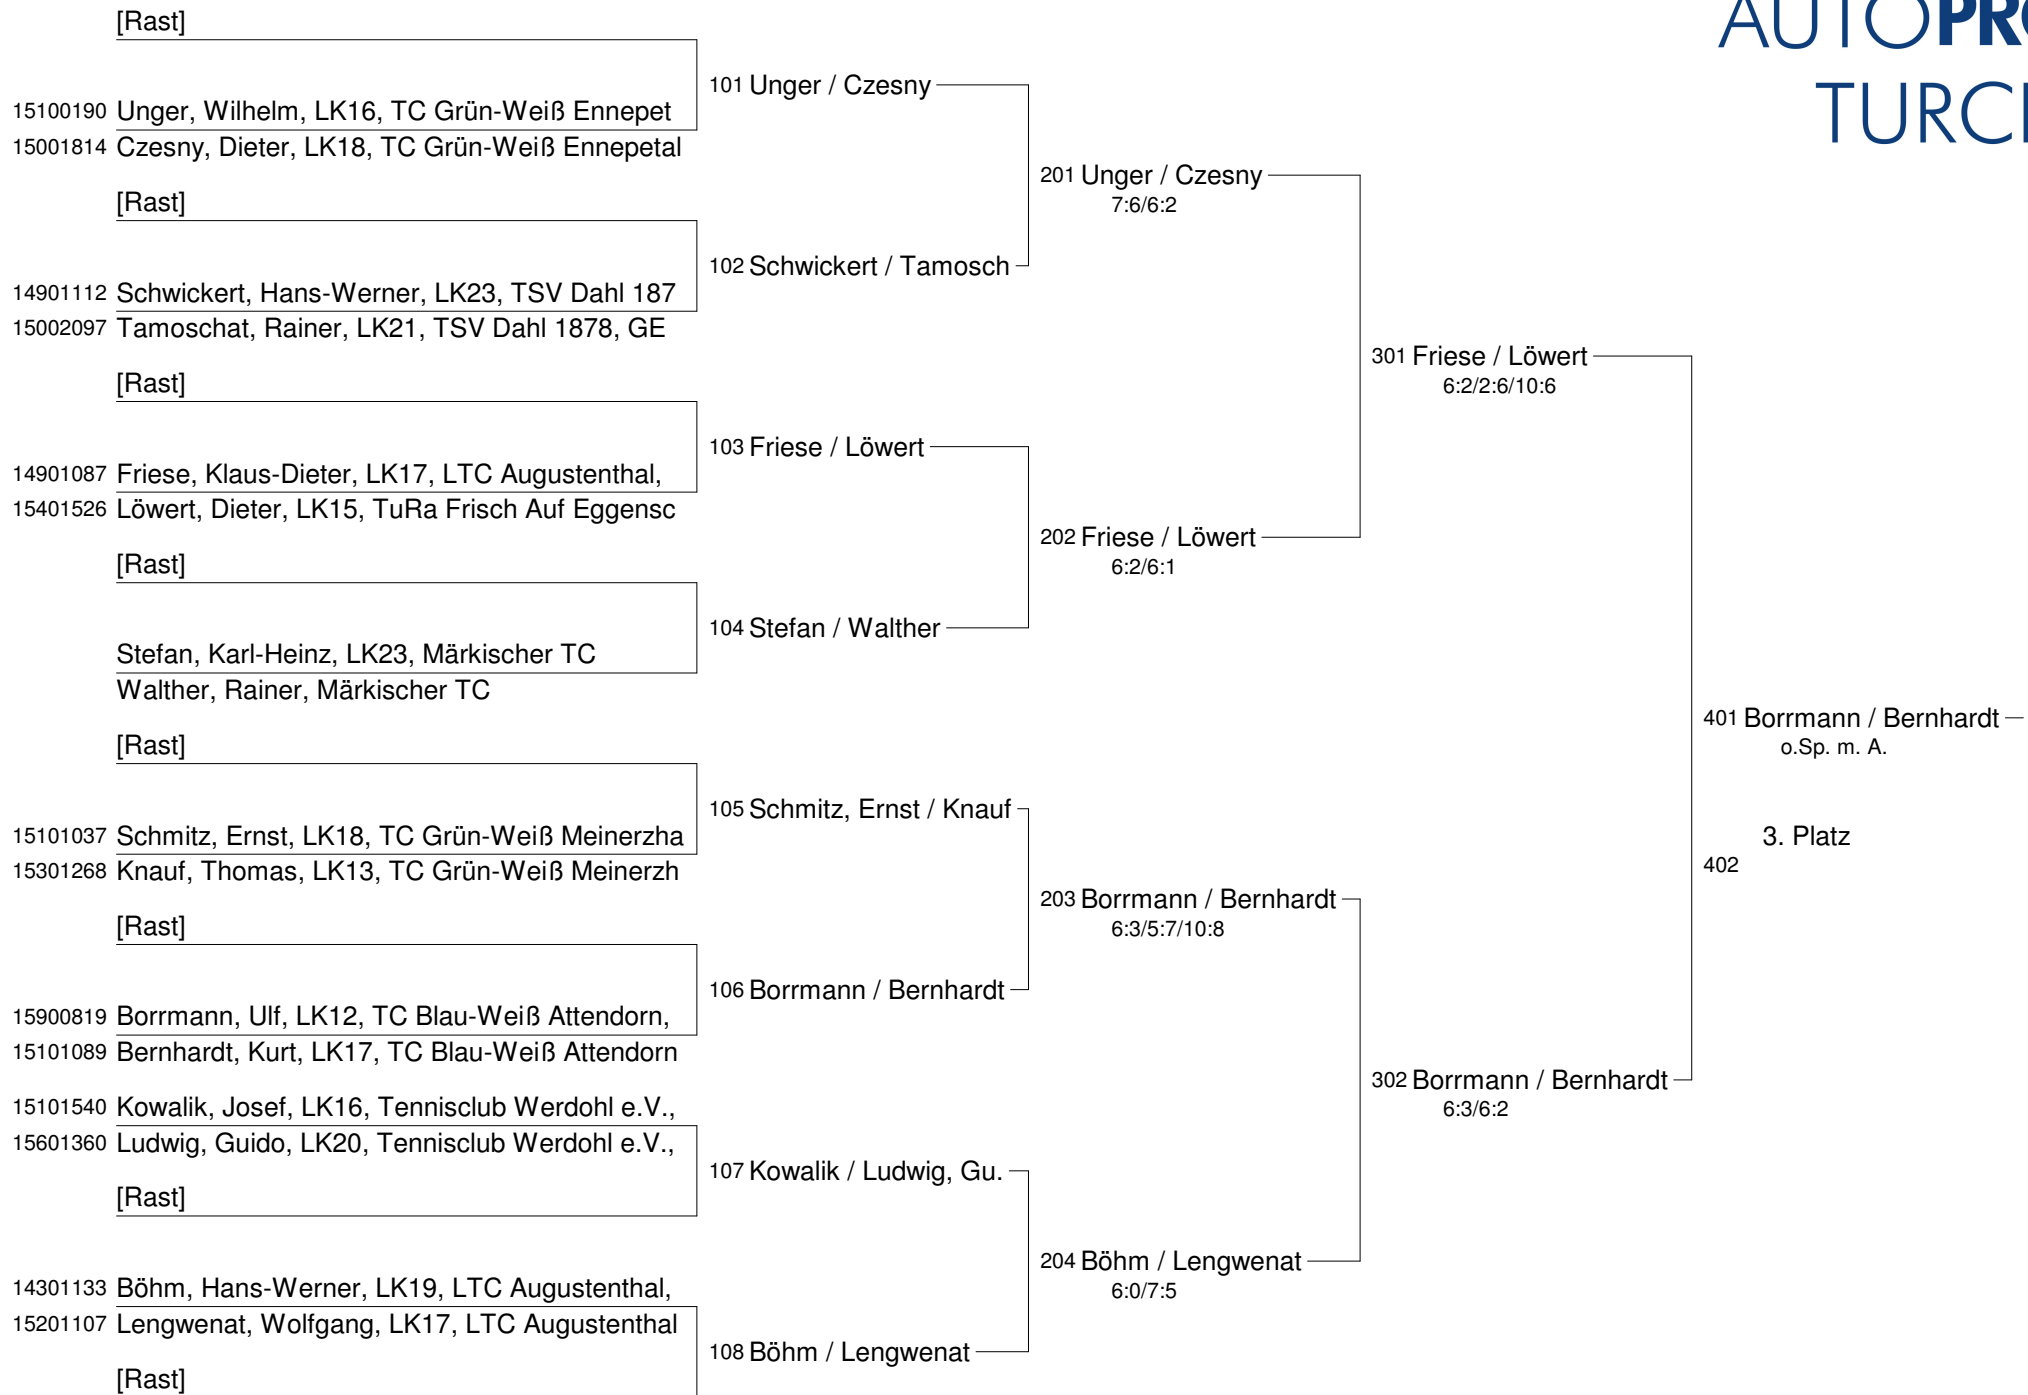 [Rast]
AUTOPRO
TURC
101 Unger / Czesny
15100190 Unger, Wilhelm, LK16, TC Grün-Weiß Ennepet
15001814 Czesny, Dieter, LK18, TC Grün-Weiß Ennepetal
201 Unger / Czesny
7:6/6:2
[Rast]
102 Schwickert / Tamosch
14901112 Schwickert, Hans-Werner, LK23, TSV Dahl 187
15002097 Tamoschat, Rainer, LK21, TSV Dahl 1878, GE
301 Friese / Löwert
6:2/2:6/10:6
[Rast]
103 Friese / Löwert
14901087 Friese, Klaus-Dieter, LK17, LTC Augustenthal,
15401526 Löwert, Dieter, LK15, TuRa Frisch Auf Eggensc
202 Friese / Löwert
6:2/6:1
[Rast]
104 Stefan / Walther
Stefan, Karl-Heinz, LK23, Märkischer TC
Walther, Rainer, Märkischer TC
401 Borrmann / Bernhardt
o.Sp. m. A.
[Rast]
105 Schmitz, Ernst / Knauf
15101037 Schmitz, Ernst, LK18, TC Grün-Weiß Meinerzha
15301268 Knauf, Thomas, LK13, TC Grün-Weiß Meinerzh
3. Platz
402
203 Borrmann / Bernhardt
6:3/5:7/10:8
[Rast]
106 Borrmann / Bernhardt
15900819 Borrmann, Ulf, LK12, TC Blau-Weiß Attendorn,
15101089 Bernhardt, Kurt, LK17, TC Blau-Weiß Attendorn
302 Borrmann / Bernhardt
6:3/6:2
15101540 Kowalik, Josef, LK16, Tennisclub Werdohl e.V.,
15601360 Ludwig, Guido, LK20, Tennisclub Werdohl e.V.,
107 Kowalik / Ludwig, Gu.
[Rast]
204 Böhm / Lengwenat
6:0/7:5
14301133 Böhm, Hans-Werner, LK19, LTC Augustenthal,
15201107 Lengwenat, Wolfgang, LK17, LTC Augustenthal
108 Böhm / Lengwenat
[Rast]